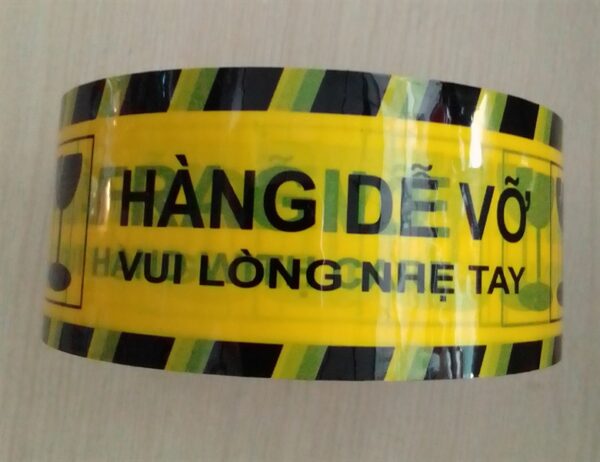 HÀNG DỄ VỠ
VUI LÒNG NHẸ TAY